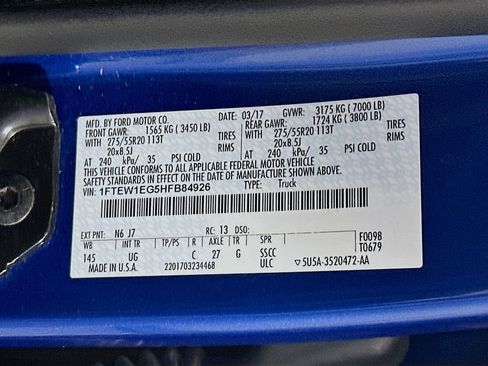 MFD. BY FORD MOTOR CO. 03/17 GVWR: 3175 KG ( 7000 LB)
FRONT GAWR: 1565 KG ( 3450 LB) REAR GAWR: 1724 KG ( 3800 LB)
275/55R20 113T TIRES 275/55R20 113T TIRES
20x8.5J RIMS 20x8.5J RIMS
AT 240 kPa/ 35 PSI COLD AT 240 kPa/ 35 PSI COLD
THIS VEHICLE CONFORMS TO ALL APPLICABLE FEDERAL MOTOR VEHICLE
SAFETY STANDARDS IN EFFECT ON THE DATE OF MANUFACTURE SHOWN ABOVE.
VIN: 1FTEW1EG5HFB84926 TYPE: Truck
EXT PNT: N6 J7 RC: 13 DSO: F0098
WB INT TR TP/PS R AXLE TR SPR T0679
145 UG C 27 G SSCC
MADE IN U.S.A. 2201703234468 ULC ▽5U5A-3520472-AA